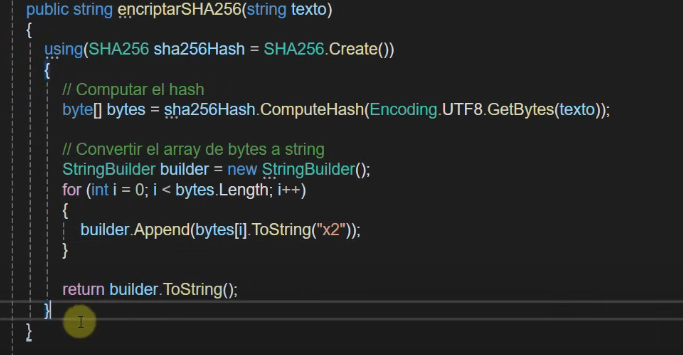 public string encriptarSHA256(string texto)
{
using(SHA256 sha256Hash = SHA256.Create())
{
// Computar el hash
byte[] bytes = sha256Hash.ComputeHash(Encoding.UTF8.GetBytes(texto));
// Convertir el array de bytes a string
StringBuilder builder = new StringBuilder();
for (int i = 0; i < bytes.Length; i++)
{
builder.Append(bytes[i].ToString("x2"));
}
return builder.ToString();
}
}